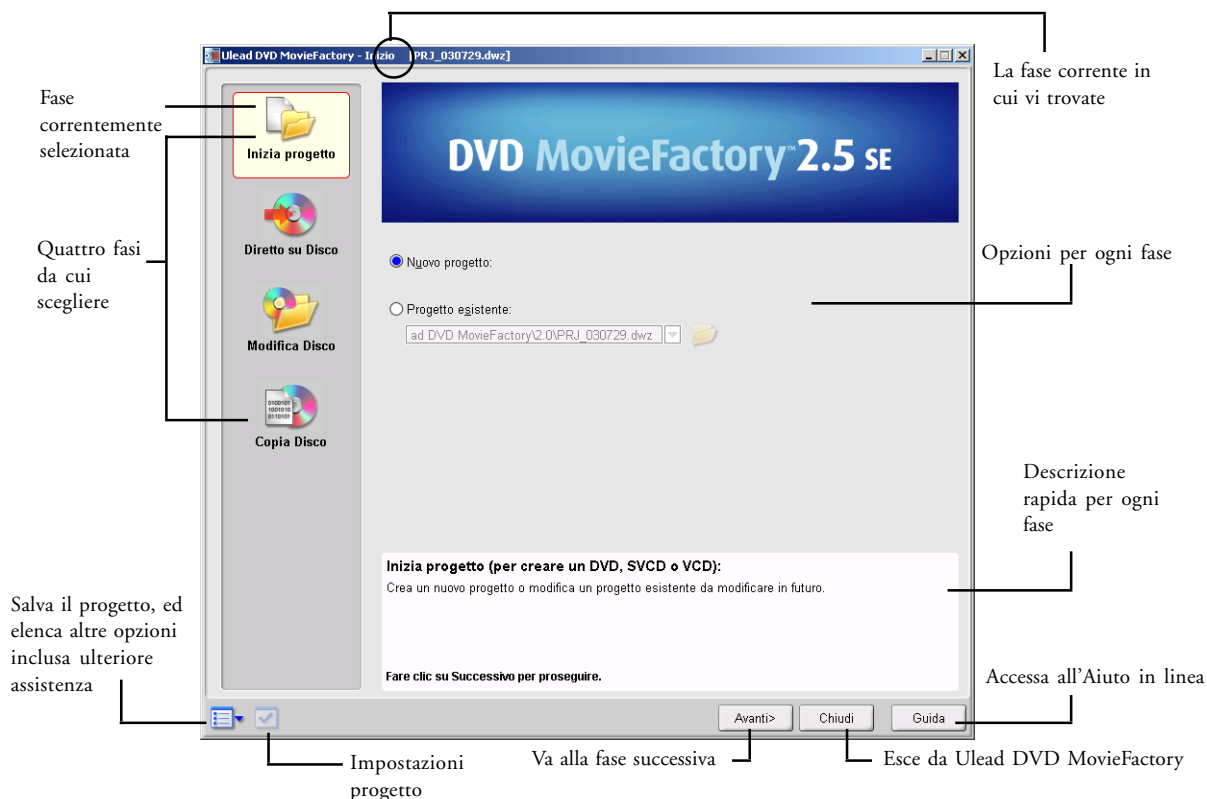 Ulead DVD MovieFactory - Inizio [PRJ_030729.dwz]
La fase corrente in
cui vi trovate
Fase
correntemente
selezionata
Inizia progetto
DVD MovieFactory™ 2.5 SE
Quattro fasi
da cui
scegliere
Diretto su Disco
Nuovo progetto:
Opzioni per ogni fase
Progetto esistente:
ad DVD MovieFactory\2.0\PRJ_030729.dwz
Modifica Disco
0100101
1001010
0110101
Copia Disco
Descrizione
rapida per ogni
fase
Inizia progetto (per creare un DVD, SVCD o VCD):
Crea un nuovo progetto o modifica un progetto esistente da modificare in futuro.
Salva il progetto, ed
elenca altre opzioni
inclusa ulteriore
assistenza
Fare clic su Successivo per proseguire.
Accessa all'Aiuto in linea
Avanti>
Chiudi
Guida
Impostazioni
progetto
Va alla fase successiva
Esce da Ulead DVD MovieFactory